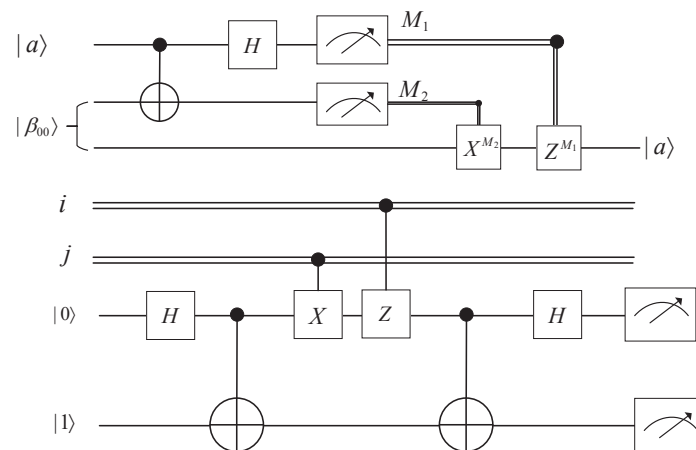 |a⟩ H M₁
|β₀₀⟩ M₂
X^{M₂} Z^{M₁} |a⟩
i
j
|0⟩ H X Z H
|1⟩